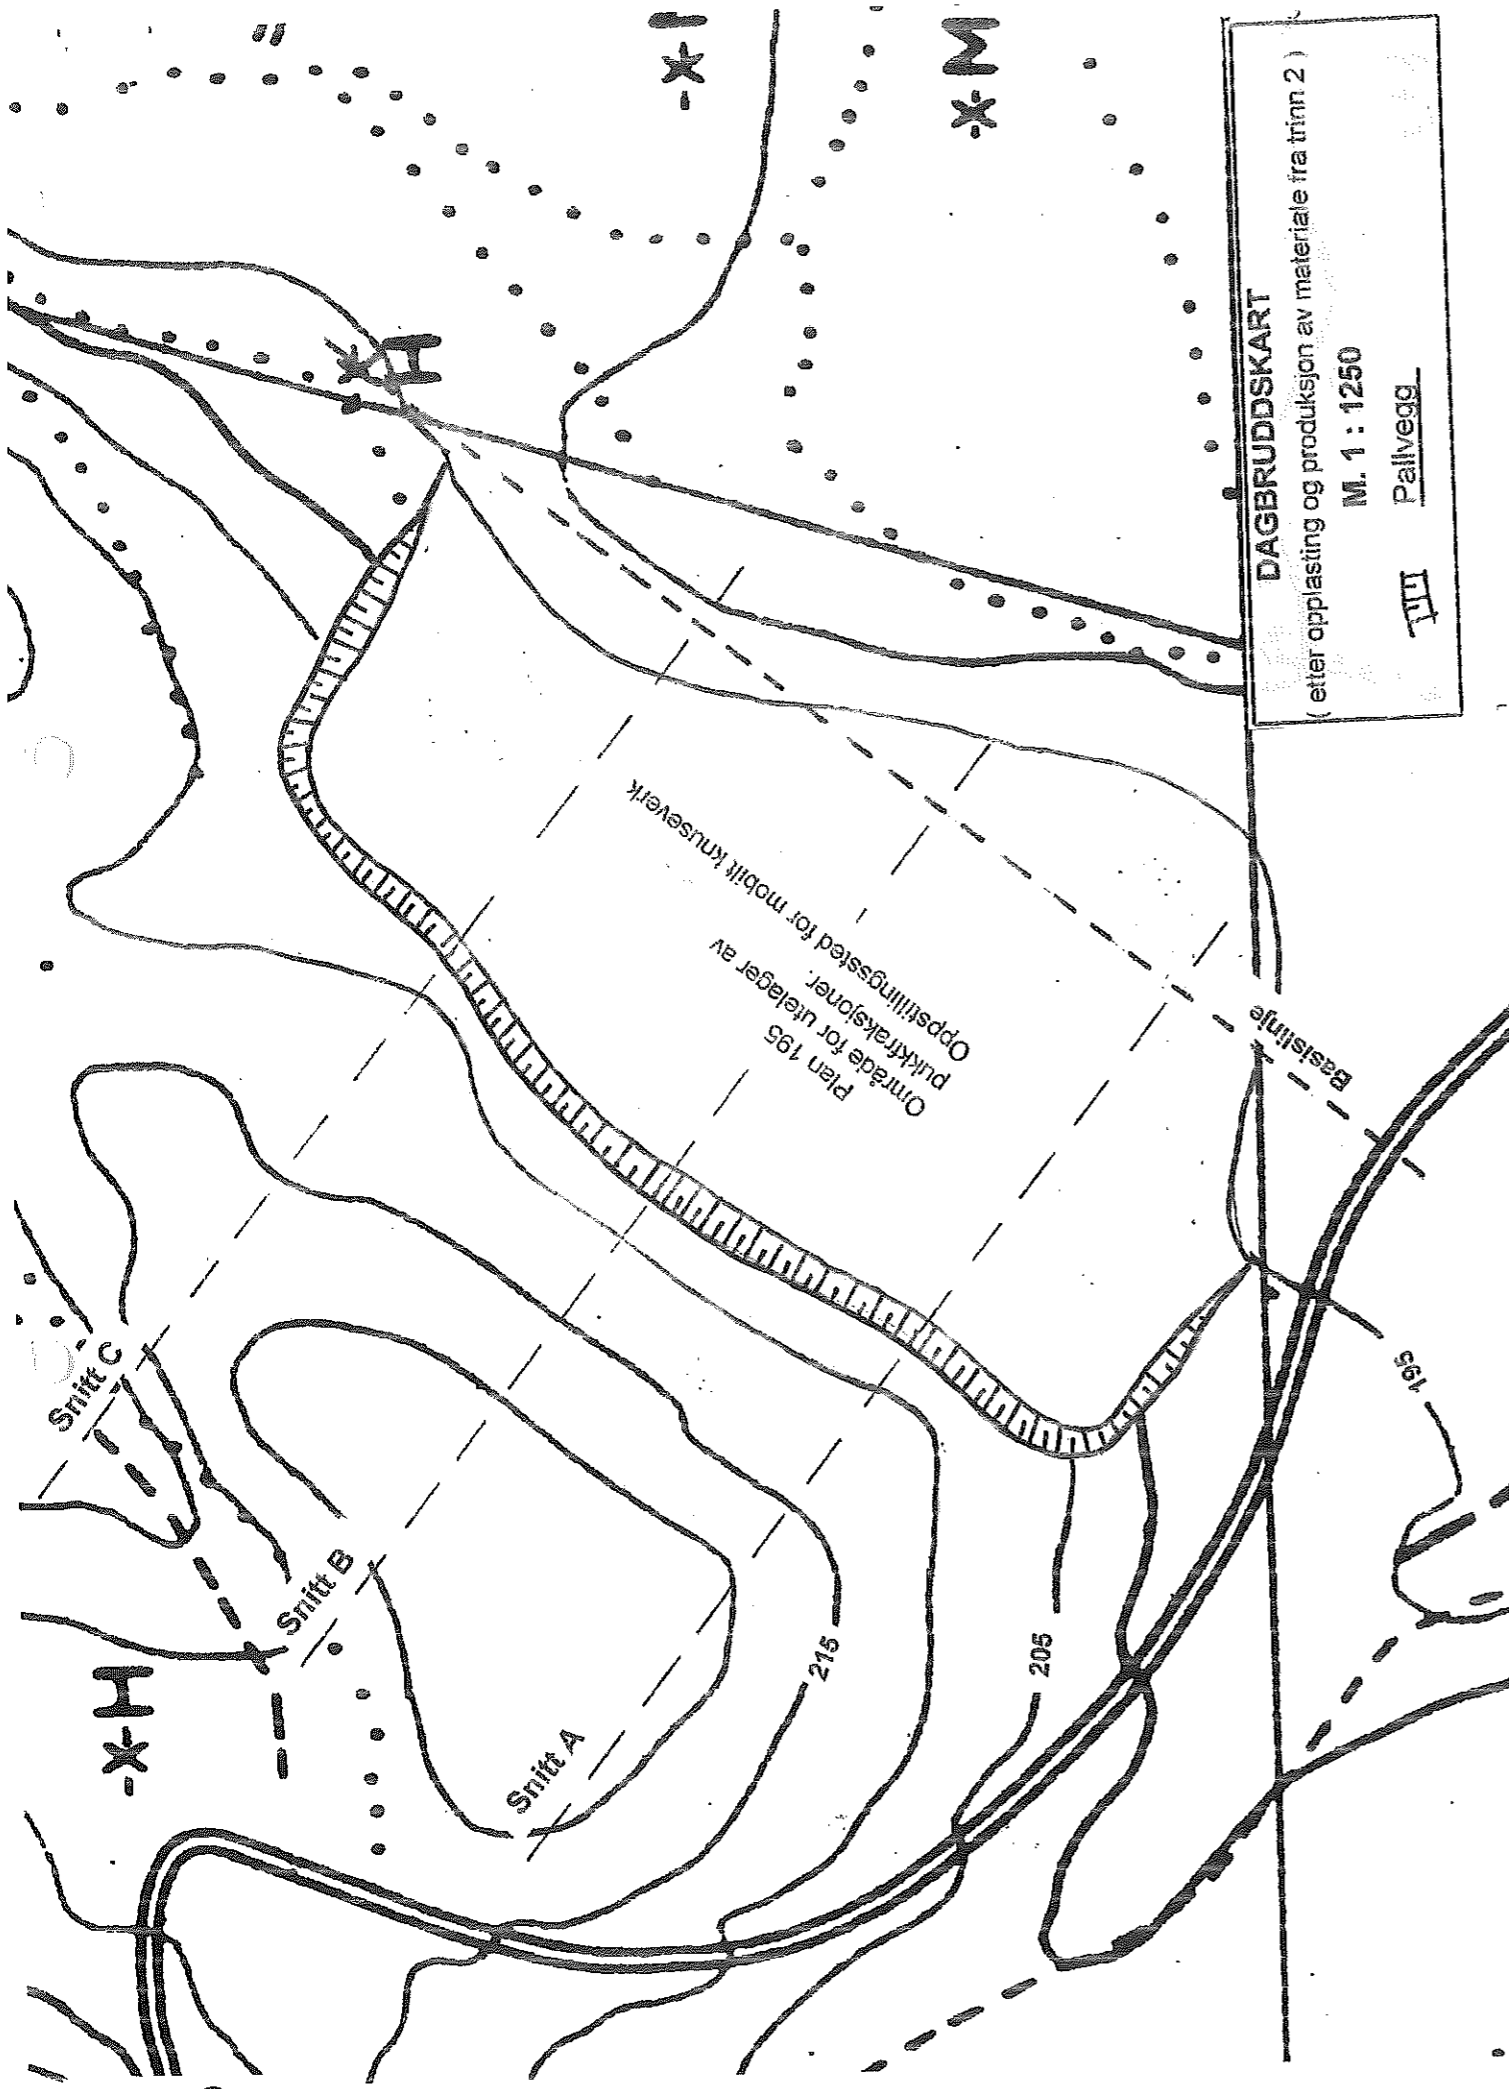 DAGBRUDDSKART
( etter opplasting og produksjon av materiale fra trinn 2 )
M. 1 : 1250
Pallvegg
Snitt C
Snitt B
Snitt A
Plan 195
Område for utelager av
pukkfraksjoner.
Oppstillingssted for mobilt knuseverk
Basislinje
215
205
195
H
H
I
M